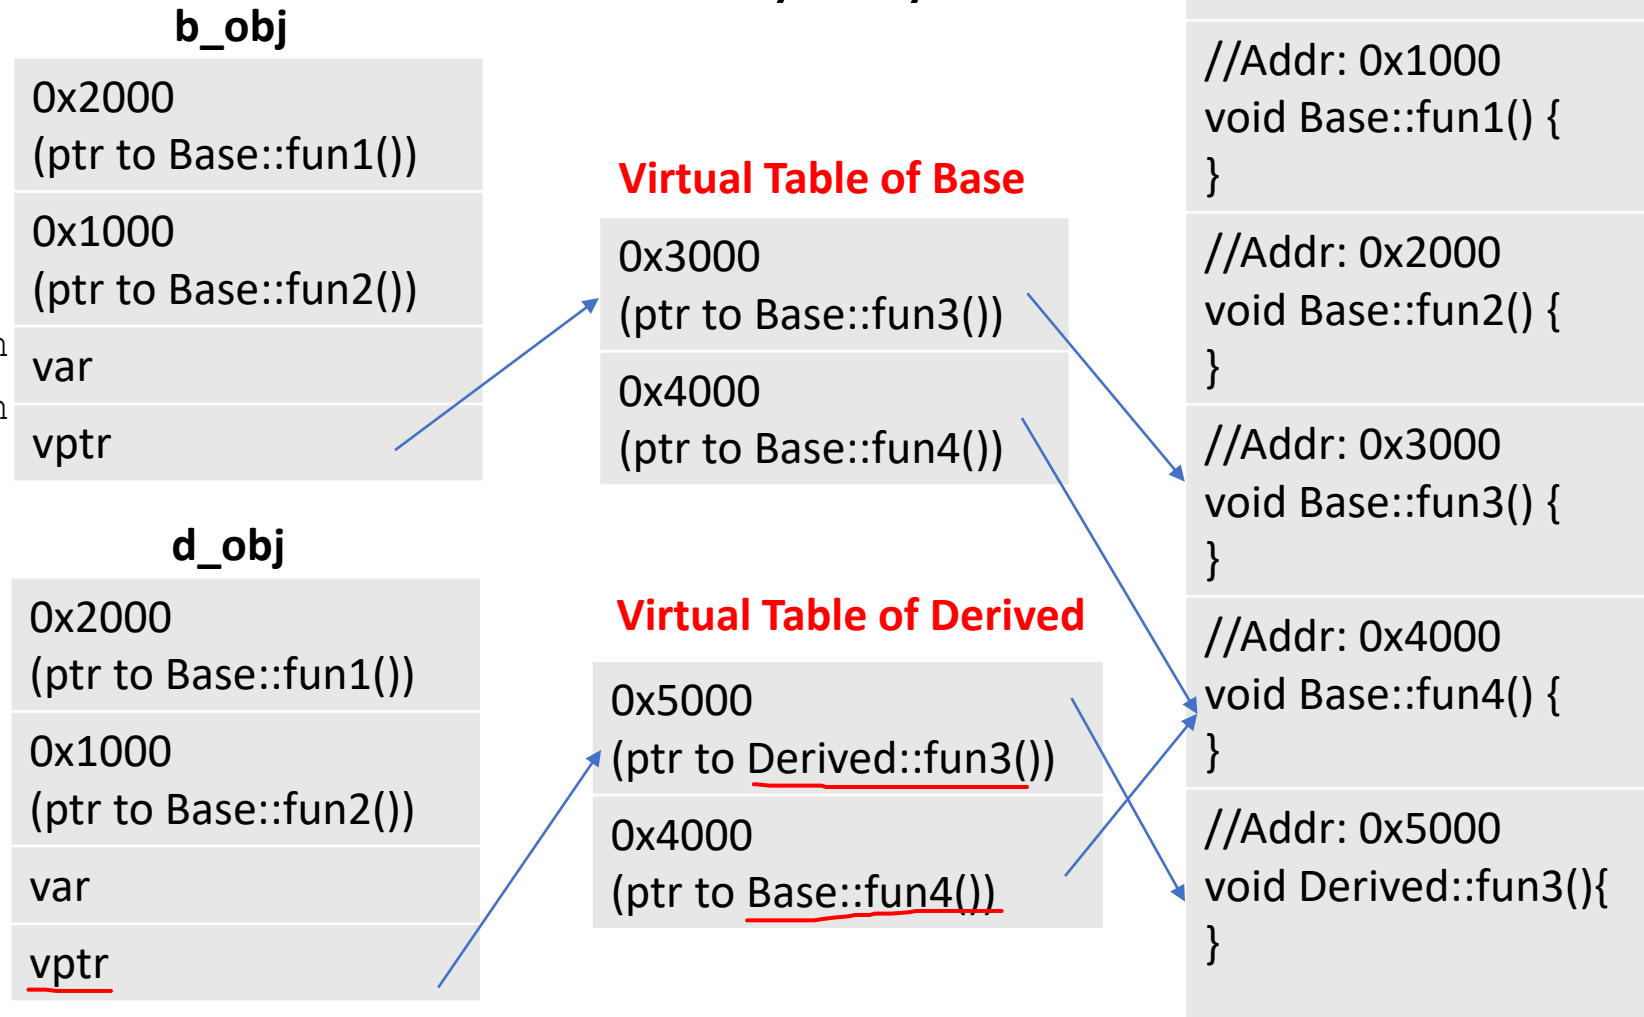 b_obj
0x2000
(ptr to Base::fun1())
0x1000
(ptr to Base::fun2())
var
vptr
d_obj
0x2000
(ptr to Base::fun1())
0x1000
(ptr to Base::fun2())
var
vptr
Virtual Table of Base
0x3000
(ptr to Base::fun3())
0x4000
(ptr to Base::fun4())
Virtual Table of Derived
0x5000
(ptr to Derived::fun3())
0x4000
(ptr to Base::fun4())
//Addr: 0x1000
void Base::fun1() {
}
//Addr: 0x2000
void Base::fun2() {
}
//Addr: 0x3000
void Base::fun3() {
}
//Addr: 0x4000
void Base::fun4() {
}
//Addr: 0x5000
void Derived::fun3(){
}